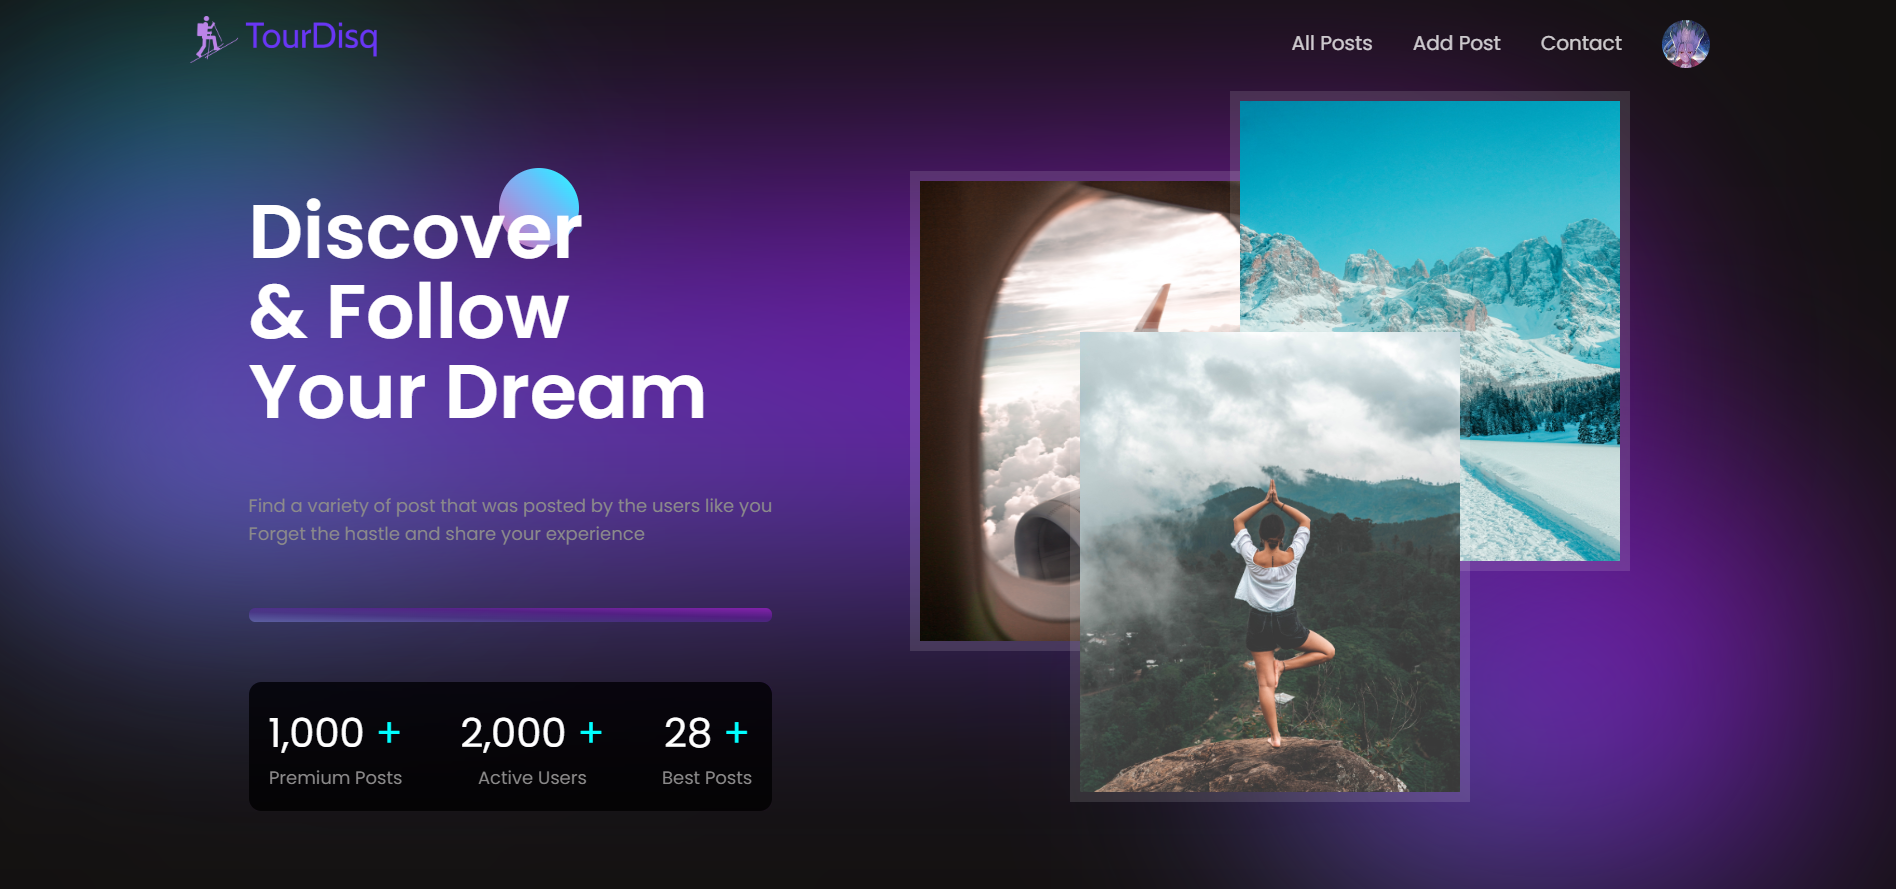 TourDisq
All Posts
Add Post
Contact
Discover
& Follow
Your Dream
Find a variety of post that was posted by the users like you
Forget the hastle and share your experience
1,000 +
Premium Posts
2,000 +
Active Users
28 +
Best Posts